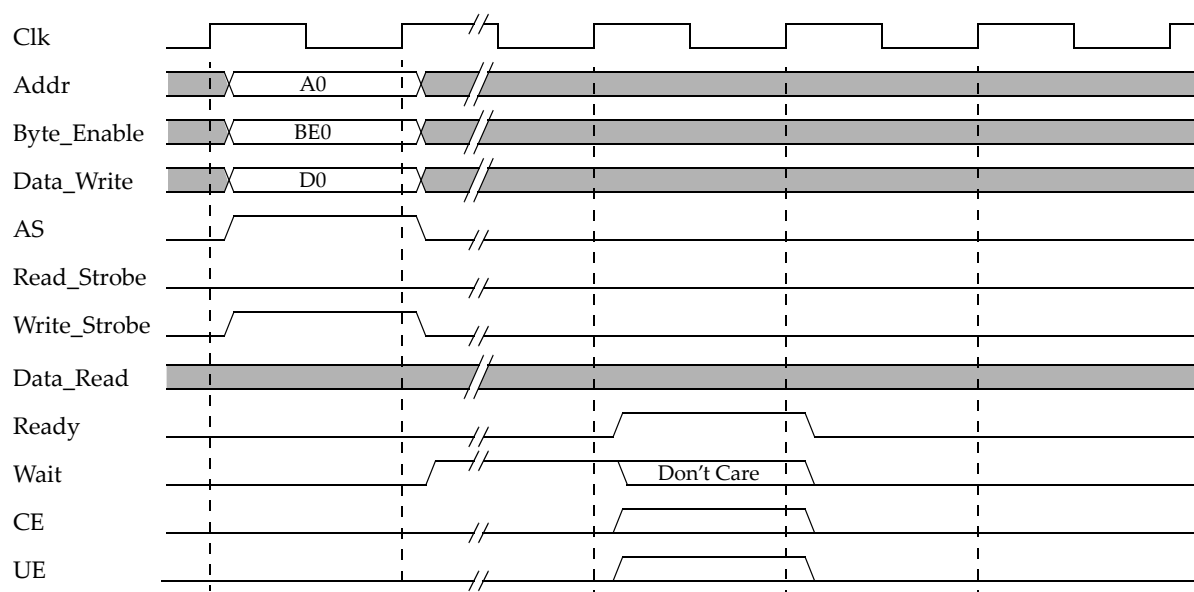 Clk
Addr A0
Byte_Enable BE0
Data_Write D0
AS
Read_Strobe
Write_Strobe
Data_Read
Ready
Wait Don't Care
CE
UE